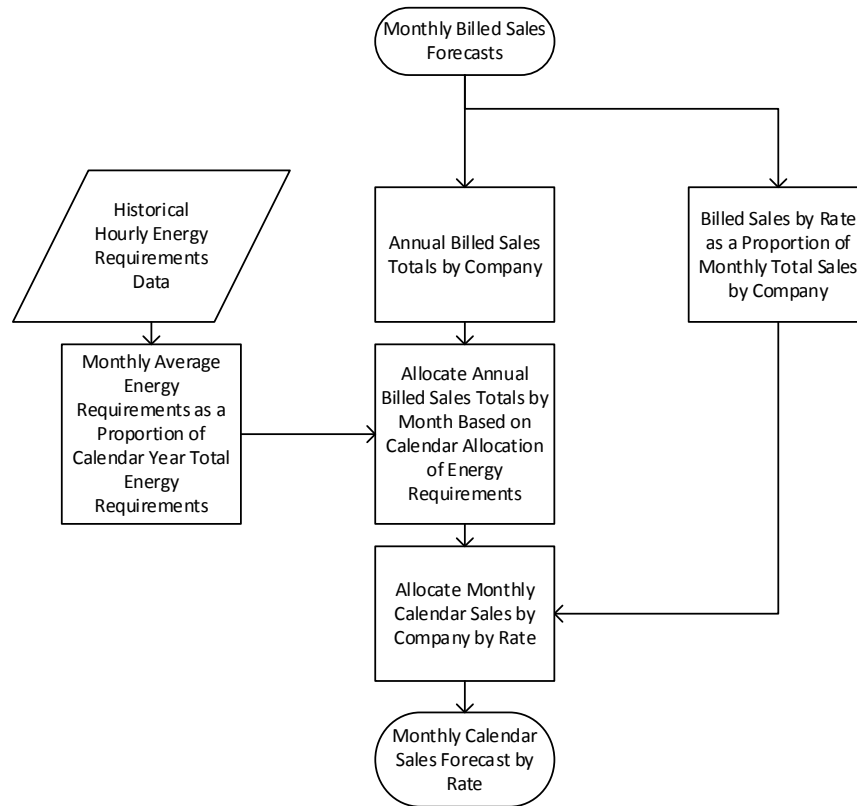 Monthly Billed Sales
Forecasts
Historical
Hourly Energy
Requirements
Data
Annual Billed Sales
Totals by Company
Billed Sales by Rate
as a Proportion of
Monthly Total Sales
by Company
Monthly Average
Energy
Requirements as a
Proportion of
Calendar Year Total
Energy
Requirements
Allocate Annual
Billed Sales Totals by
Month Based on
Calendar Allocation
of Energy
Requirements
Allocate Monthly
Calendar Sales by
Company by Rate
Monthly Calendar
Sales Forecast by
Rate